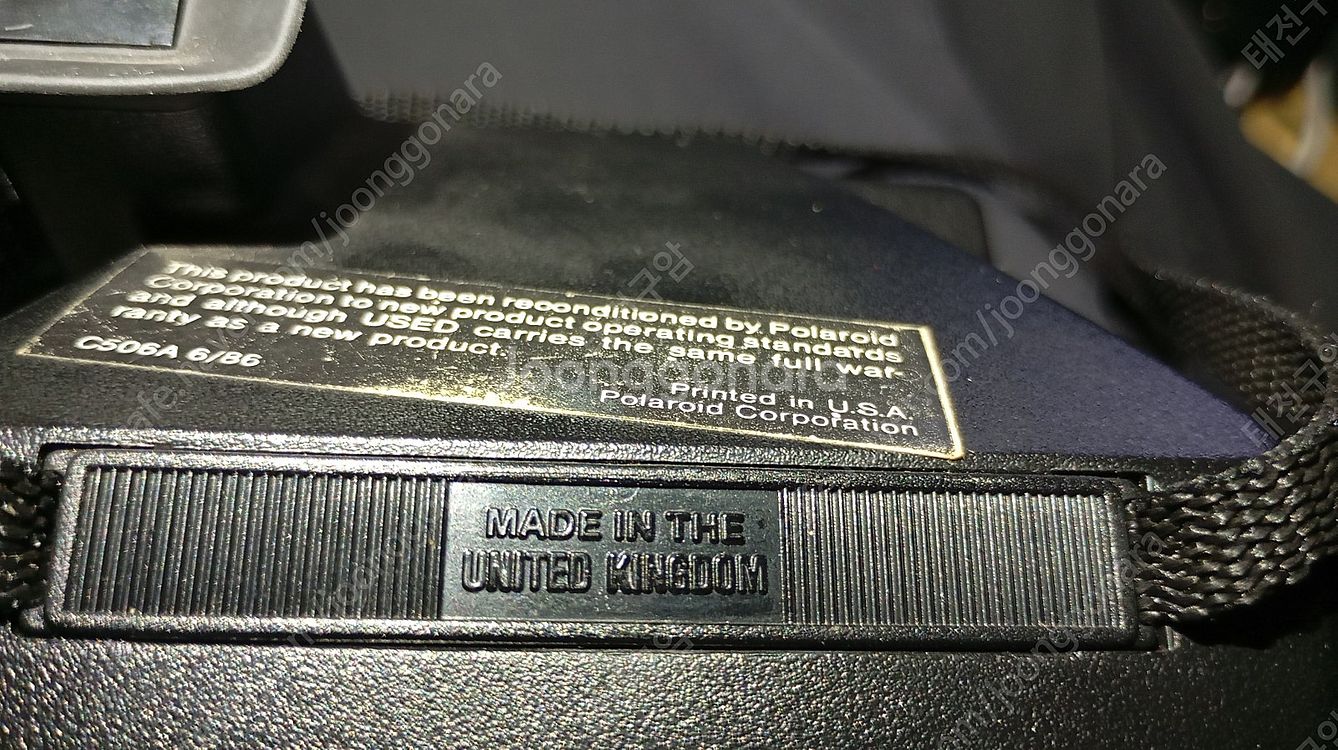 This product has been reconditioned by Polaroid
Corporation to new product operating standards
and although USED carries the same full war-
ranty as a new product.
C506A 6/86
Printed in U.S.A.
Polaroid Corporation
MADE IN THE
UNITED KINGDOM
joonggonara